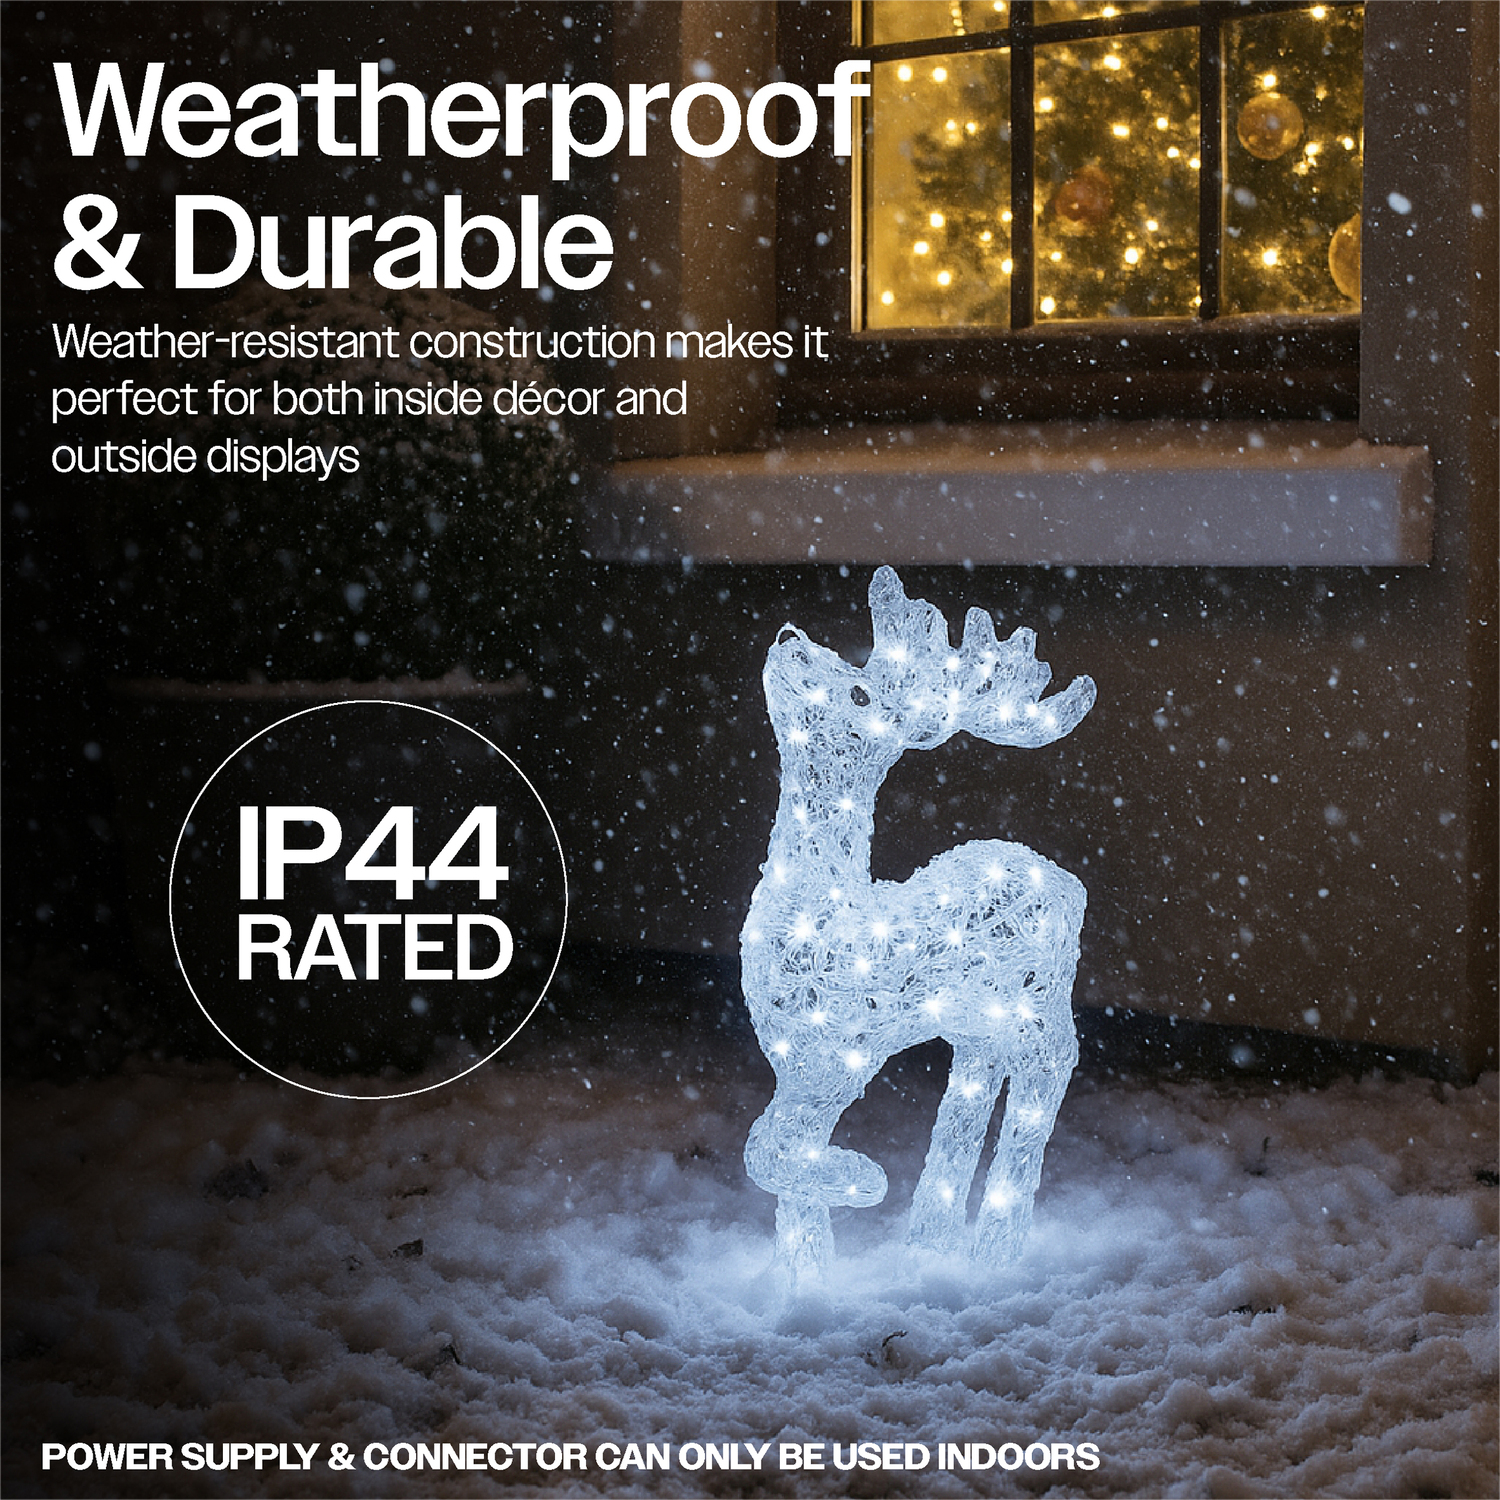 Weatherproof
& Durable
Weather-resistant construction makes it
perfect for both inside décor and
outside displays
IP44
RATED
POWER SUPPLY & CONNECTOR CAN ONLY BE USED INDOORS